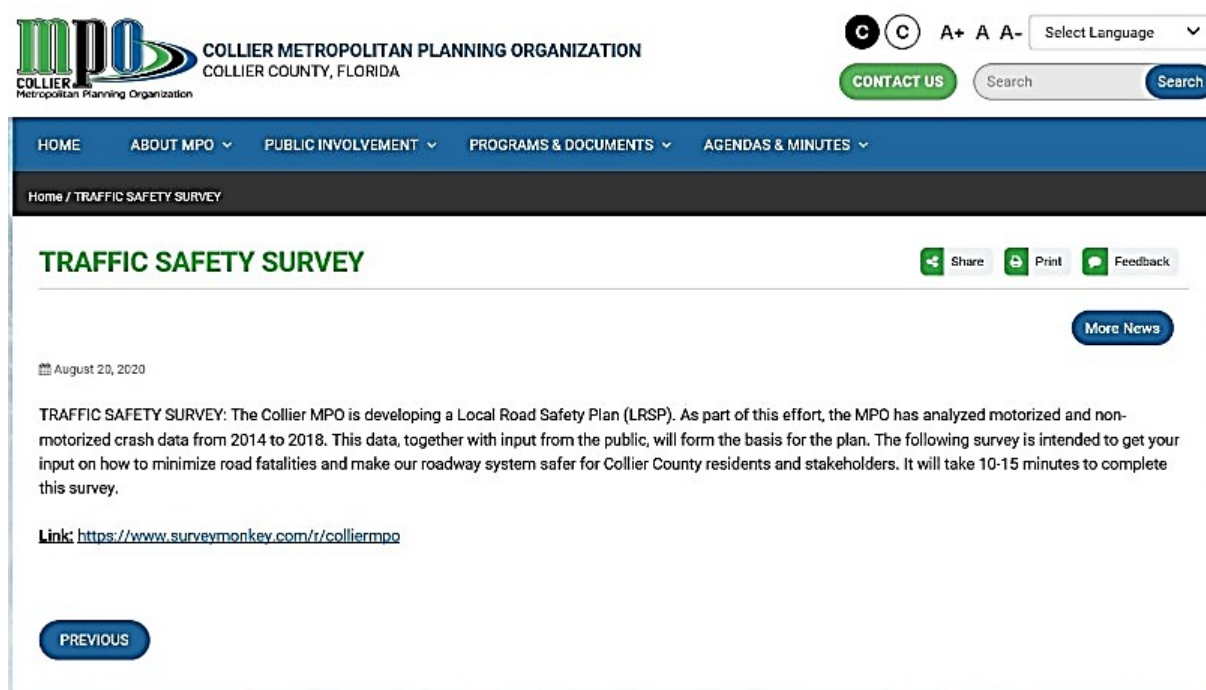 mpo
COLLIER
Metropolitan Planning Organization
COLLIER METROPOLITAN PLANNING ORGANIZATION
COLLIER COUNTY, FLORIDA
C C A+ A A- Select Language
CONTACT US Search Search
HOME ABOUT MPO PUBLIC INVOLVEMENT PROGRAMS & DOCUMENTS AGENDAS & MINUTES
Home / TRAFFIC SAFETY SURVEY
TRAFFIC SAFETY SURVEY
Share Print Feedback
More News
August 20, 2020
TRAFFIC SAFETY SURVEY: The Collier MPO is developing a Local Road Safety Plan (LRSP). As part of this effort, the MPO has analyzed motorized and non-
motorized crash data from 2014 to 2018. This data, together with input from the public, will form the basis for the plan. The following survey is intended to get your
input on how to minimize road fatalities and make our roadway system safer for Collier County residents and stakeholders. It will take 10-15 minutes to complete
this survey.
Link: https://www.surveymonkey.com/r/colliermpo
PREVIOUS